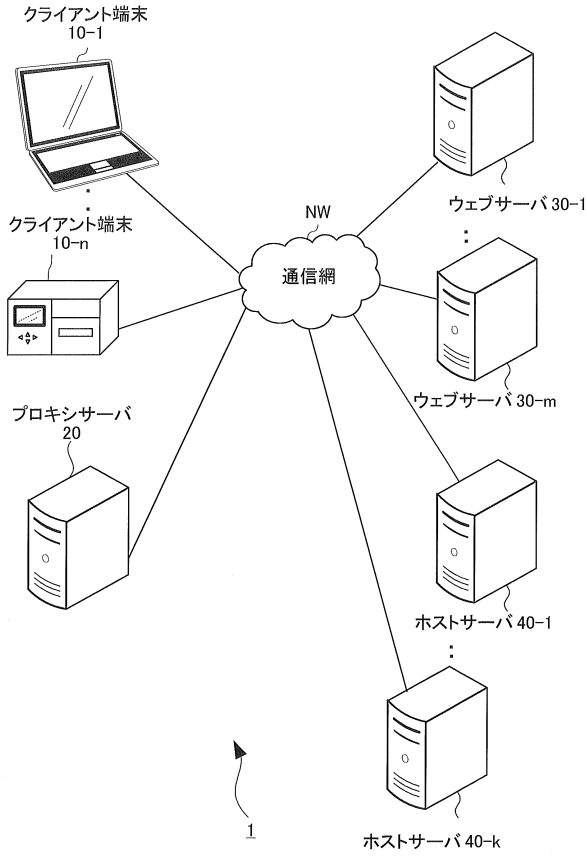 クライアント端末
10-1
クライアント端末
10-n
プロキシサーバ
20
NW
通信網
ウェブサーバ 30-1
ウェブサーバ 30-m
ホストサーバ 40-1
ホストサーバ 40-k
1